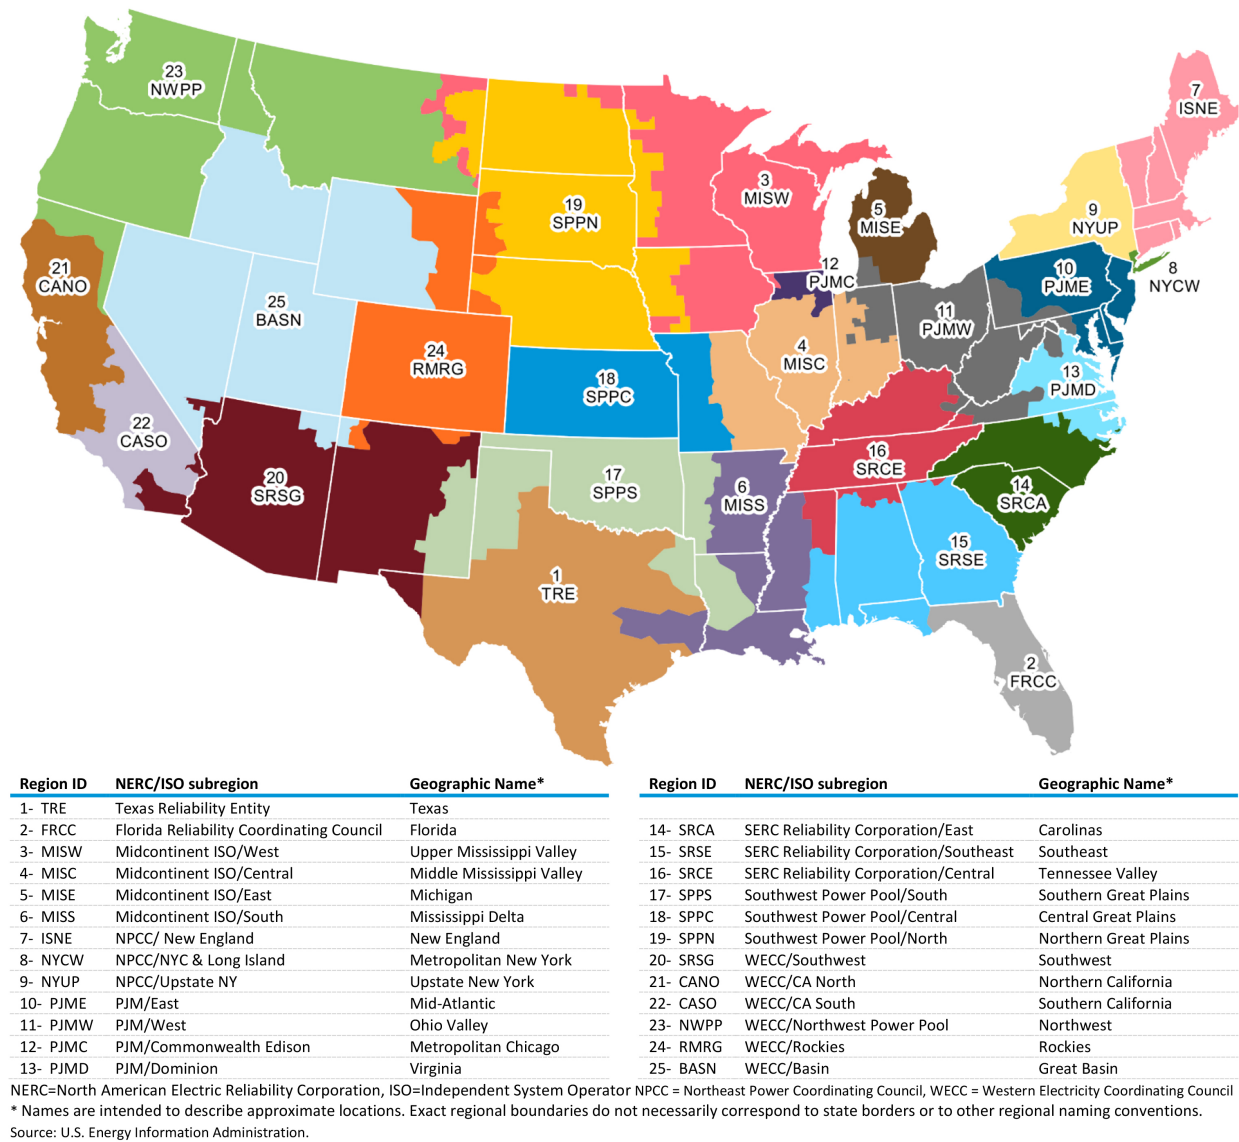 23
NWPP
7
ISNE
3
MISW
5
MISE
19
SPPN
9
NYUP
21
CANO
12
PJMC
10
PJME
8
NYCW
25
BASN
11
PJMW
24
RMRG
4
MISC
18
SPPC
13
PJMD
22
CASO
16
SRCE
20
SRSG
17
SPPS
6
MISS
14
SRCA
15
SRSE
1
TRE
2
FRCC
Region ID NERC/ISO subregion Geographic Name*
1- TRE Texas Reliability Entity Texas
2- FRCC Florida Reliability Coordinating Council Florida
3- MISW Midcontinent ISO/West Upper Mississippi Valley
4- MISC Midcontinent ISO/Central Middle Mississippi Valley
5- MISE Midcontinent ISO/East Michigan
6- MISS Midcontinent ISO/South Mississippi Delta
7- ISNE NPCC/ New England New England
8- NYCW NPCC/NYC & Long Island Metropolitan New York
9- NYUP NPCC/Upstate NY Upstate New York
10- PJME PJM/East Mid-Atlantic
11- PJMW PJM/West Ohio Valley
12- PJMC PJM/Commonwealth Edison Metropolitan Chicago
13- PJMD PJM/Dominion Virginia
Region ID NERC/ISO subregion Geographic Name*
14- SRCA SERC Reliability Corporation/East Carolinas
15- SRSE SERC Reliability Corporation/Southeast Southeast
16- SRCE SERC Reliability Corporation/Central Tennessee Valley
17- SPPS Southwest Power Pool/South Southern Great Plains
18- SPPC Southwest Power Pool/Central Central Great Plains
19- SPPN Southwest Power Pool/North Northern Great Plains
20- SRSG WECC/Southwest Southwest
21- CANO WECC/CA North Northern California
22- CASO WECC/CA South Southern California
23- NWPP WECC/Northwest Power Pool Northwest
24- RMRG WECC/Rockies Rockies
25- BASN WECC/Basin Great Basin
NERC=North American Electric Reliability Corporation, ISO=Independent System Operator NPCC = Northeast Power Coordinating Council, WECC = Western Electricity Coordinating Council
* Names are intended to describe approximate locations. Exact regional boundaries do not necessarily correspond to state borders or to other regional naming conventions.
Source: U.S. Energy Information Administration.